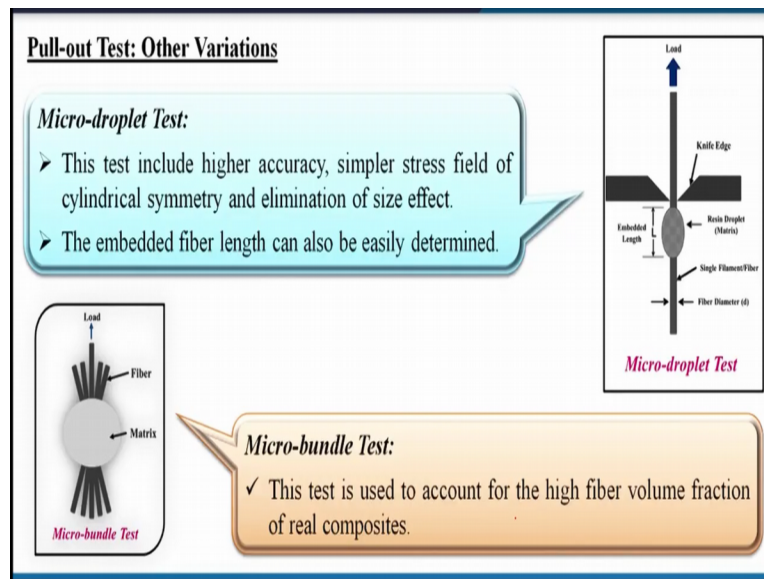 Pull-out Test: Other Variations
Micro-droplet Test:
➤ This test include higher accuracy, simpler stress field of
cylindrical symmetry and elimination of size effect.
➤ The embedded fiber length can also be easily determined.
Load
Knife Edge
Embedded
Length
L
Resin Droplet
(Matrix)
Single Filament/Fiber
Fiber Diameter (d)
Micro-droplet Test
Load
Fiber
Matrix
Micro-bundle Test
Micro-bundle Test:
✓ This test is used to account for the high fiber volume fraction
of real composites.